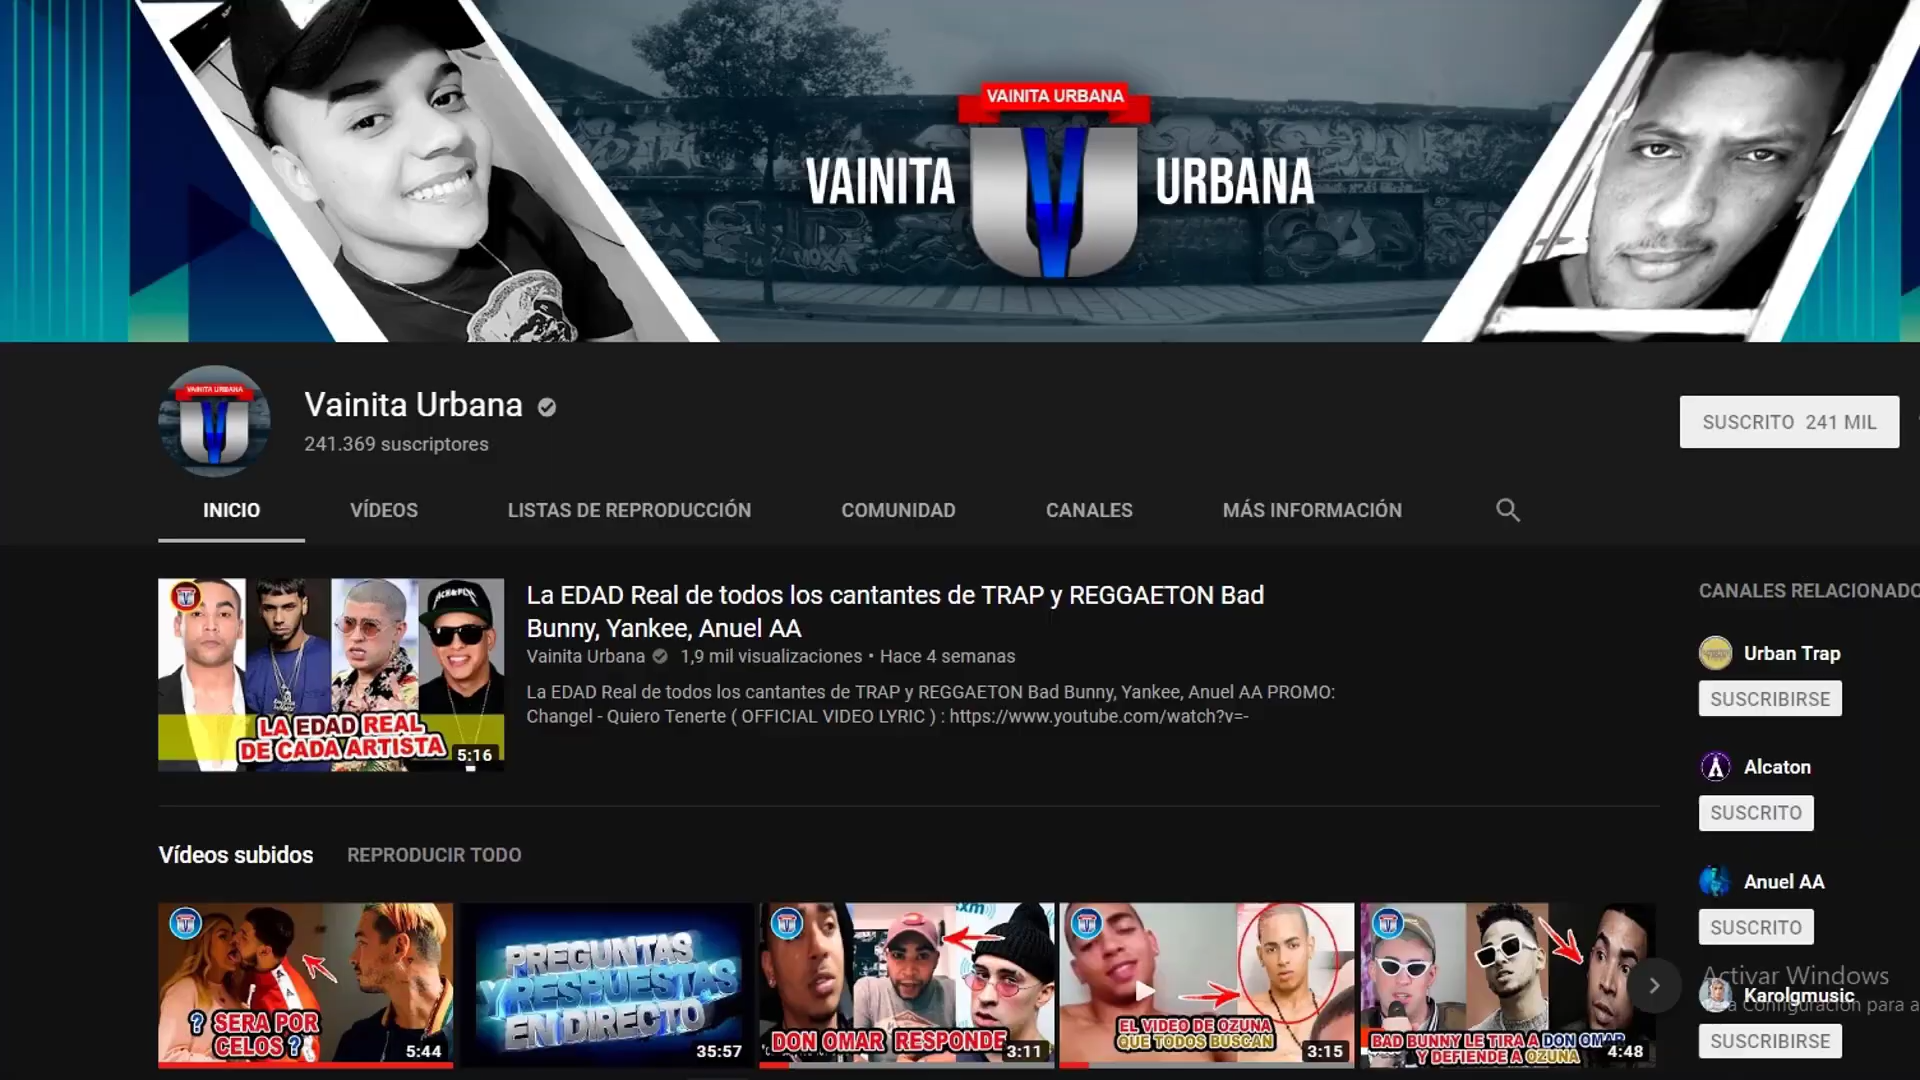 VAINITA URBANA
VAINITA
URBANA
MOXA
VAINITA URBANA
Vainita Urbana
241.369 suscriptores
SUSCRITO 241 MIL
INICIO
VÍDEOS
LISTAS DE REPRODUCCIÓN
COMUNIDAD
CANALES
MÁS INFORMACIÓN
LA EDAD REAL
DE CADA ARTISTA
5:16
La EDAD Real de todos los cantantes de TRAP y REGGAETON Bad
Bunny, Yankee, Anuel AA
Vainita Urbana 1,9 mil visualizaciones • Hace 4 semanas
La EDAD Real de todos los cantantes de TRAP y REGGAETON Bad Bunny, Yankee, Anuel AA PROMO:
Changel - Quiero Tenerte ( OFFICIAL VIDEO LYRIC ) : https://www.youtube.com/watch?v=-
CANALES RELACIONADO
Urban Trap
SUSCRIBIRSE
Alcaton
SUSCRITO
Anuel AA
SUSCRITO
Activar Windows
Karolgmusic
Configuración para a
SUSCRIBIRSE
Vídeos subidos
REPRODUCIR TODO
? SERA POR
CELOS ?
5:44
PREGUNTAS
Y RESPUESTAS
EN DIRECTO
35:57
DON OMAR RESPONDE
3:11
EL VIDEO DE OZUNA
QUE TODOS BUSCAN
3:15
BAD BUNNY LE TIRA A DON OMAR
Y DEFIENDE A OZUNA
4:48